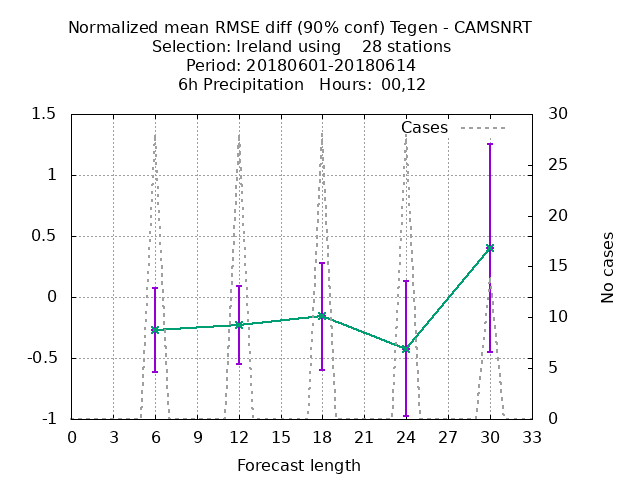 Normalized mean RMSE diff (90% conf) Tegen - CAMSNRT
Selection: Ireland using 28 stations
Period: 20180601-20180614
6h Precipitation Hours: 00,12
Cases
1.5
1
0.5
0
-0.5
-1
30
25
20
15
10
5
0
No cases
0 3 6 9 12 15 18 21 24 27 30 33
Forecast length